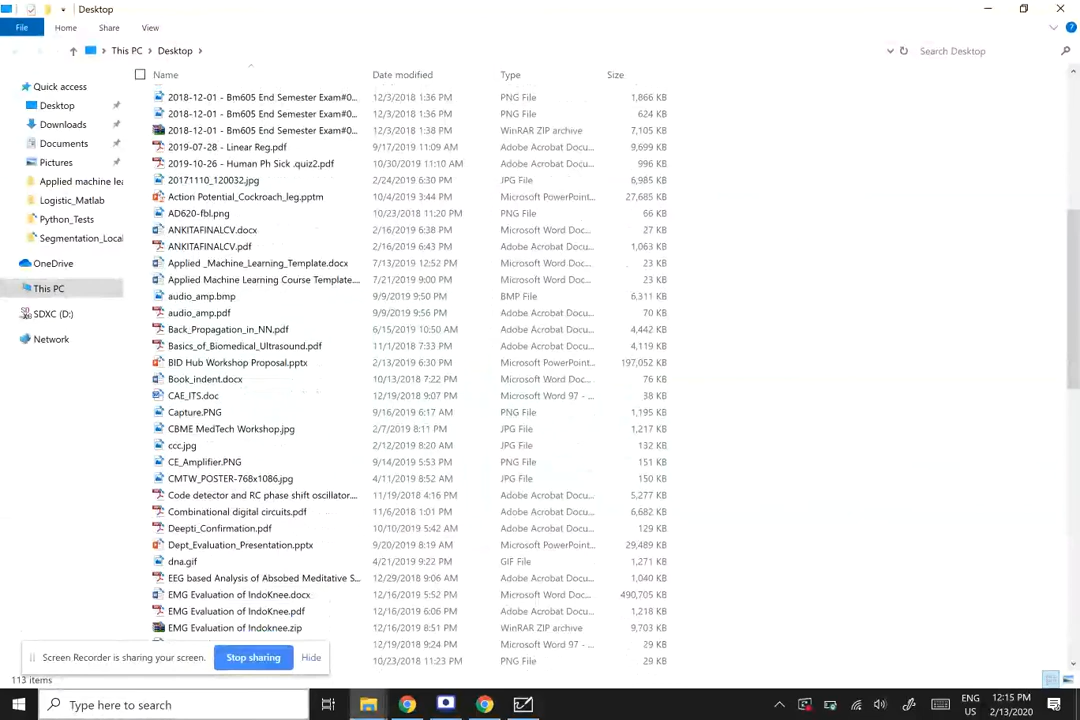 Desktop
File Home Share View
This PC > Desktop > Search Desktop
Name Date modified Type Size
Quick access
Desktop
Downloads
Documents
Pictures
Applied machine lea
Logistic_Matlab
Python_Tests
Segmentation_Local
OneDrive
This PC
SDXC (D:)
Network
2018-12-01 - Bm605 End Semester Exam#0... 12/3/2018 1:36 PM PNG File 1,866 KB
2018-12-01 - Bm605 End Semester Exam#0... 12/3/2018 1:36 PM PNG File 624 KB
2018-12-01 - Bm605 End Semester Exam#0... 12/3/2018 1:38 PM WinRAR ZIP archive 7,105 KB
2019-07-28 - Linear Reg.pdf 9/17/2019 11:09 AM Adobe Acrobat Docu... 9,699 KB
2019-10-26 - Human Ph Sick .quiz2.pdf 10/30/2019 11:10 AM Adobe Acrobat Docu... 996 KB
20171110_120032.jpg 2/24/2019 6:30 PM JPG File 6,985 KB
Action Potential_Cockroach_leg.pptm 10/4/2019 3:44 PM Microsoft PowerPoint... 27,685 KB
AD620-fbl.png 10/23/2018 11:20 PM PNG File 66 KB
ANKITAFINALCV.docx 2/16/2019 6:38 PM Microsoft Word Doc... 27 KB
ANKITAFINALCV.pdf 2/16/2019 6:43 PM Adobe Acrobat Docu... 1,063 KB
Applied _Machine_Learning_Template.docx 7/13/2019 12:52 PM Microsoft Word Doc... 23 KB
Applied Machine Learning Course Template.... 7/21/2019 9:00 PM Microsoft Word Doc... 23 KB
audio_amp.bmp 9/9/2019 9:50 PM BMP File 6,311 KB
audio_amp.pdf 9/9/2019 9:56 PM Adobe Acrobat Docu... 70 KB
Back_Propagation_in_NN.pdf 6/15/2019 10:50 AM Adobe Acrobat Docu... 4,442 KB
Basics_of_Biomedical_Ultrasound.pdf 11/1/2018 7:33 PM Adobe Acrobat Docu... 4,119 KB
BID Hub Workshop Proposal.pptx 2/13/2019 6:30 PM Microsoft PowerPoint... 197,052 KB
Book_indent.docx 10/13/2018 7:22 PM Microsoft Word Doc... 76 KB
CAE_ITS.doc 12/19/2018 9:07 PM Microsoft Word 97 - ... 38 KB
Capture.PNG 9/16/2019 6:17 AM PNG File 1,195 KB
CBME MedTech Workshop.jpg 2/7/2019 8:11 PM JPG File 1,217 KB
ccc.jpg 2/12/2019 8:20 AM JPG File 132 KB
CE_Amplifier.PNG 9/14/2019 5:53 PM PNG File 151 KB
CMTW_POSTER-768x1086.jpg 4/11/2019 8:52 AM JPG File 150 KB
Code detector and RC phase shift oscillator.... 11/19/2018 4:16 PM Adobe Acrobat Docu... 5,277 KB
Combinational digital circuits.pdf 11/6/2018 1:01 PM Adobe Acrobat Docu... 6,682 KB
Deepti_Confirmation.pdf 10/10/2019 5:42 AM Adobe Acrobat Docu... 129 KB
Dept_Evaluation_Presentation.pptx 9/20/2019 8:19 AM Microsoft PowerPoint... 29,489 KB
dna.gif 4/21/2019 9:22 PM GIF File 1,271 KB
EEG based Analysis of Absobed Meditative S... 12/29/2018 9:06 AM Adobe Acrobat Docu... 1,040 KB
EMG Evaluation of IndoKnee.docx 12/16/2019 5:52 PM Microsoft Word Doc... 490,705 KB
EMG Evaluation of IndoKnee.pdf 12/16/2019 6:06 PM Adobe Acrobat Docu... 1,218 KB
EMG Evaluation of Indoknee.zip 12/16/2019 8:51 PM WinRAR ZIP archive 9,703 KB
12/19/2018 9:24 PM Microsoft Word 97 - ... 29 KB
10/23/2018 11:23 PM PNG File 29 KB
Screen Recorder is sharing your screen. Stop sharing Hide
113 items
Type here to search
ENG
US
12:15 PM
2/13/2020